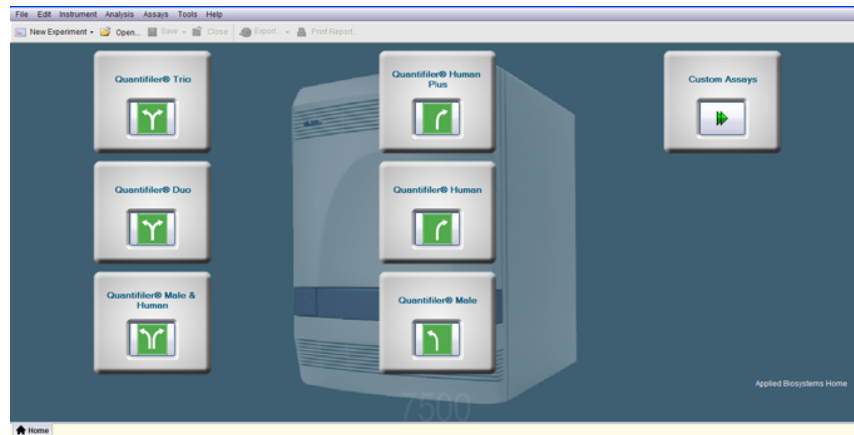 File Edit Instrument Analysis Assays Tools Help
New Experiment Open... Save Close Export... Print Report...
Quantifiler® Trio
Quantifiler® Human
Plus
Custom Assays
Quantifiler® Duo
Quantifiler® Human
Quantifiler® Male &
Human
Quantifiler® Male
Applied Biosystems Home
7500
Home